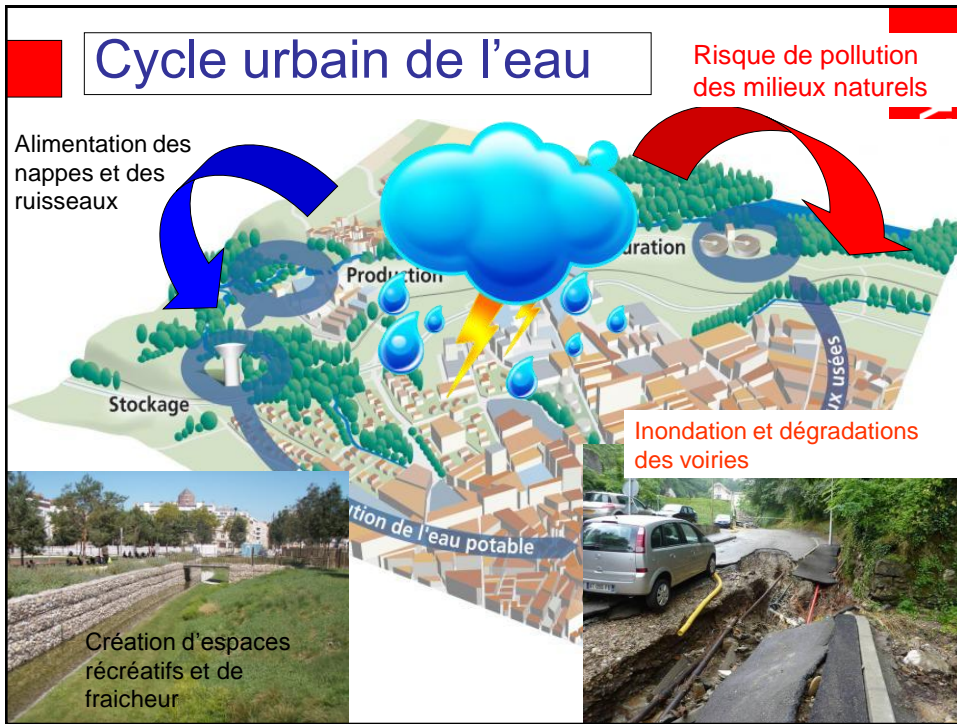 Cycle urbain de l'eau
Risque de pollution
des milieux naturels
Alimentation des
nappes et des
ruisseaux
uration
Production
Stockage
ux usées
Inondation et dégradations
des voiries
ution de l'eau potable
Création d'espaces
récréatifs et de
fraicheur